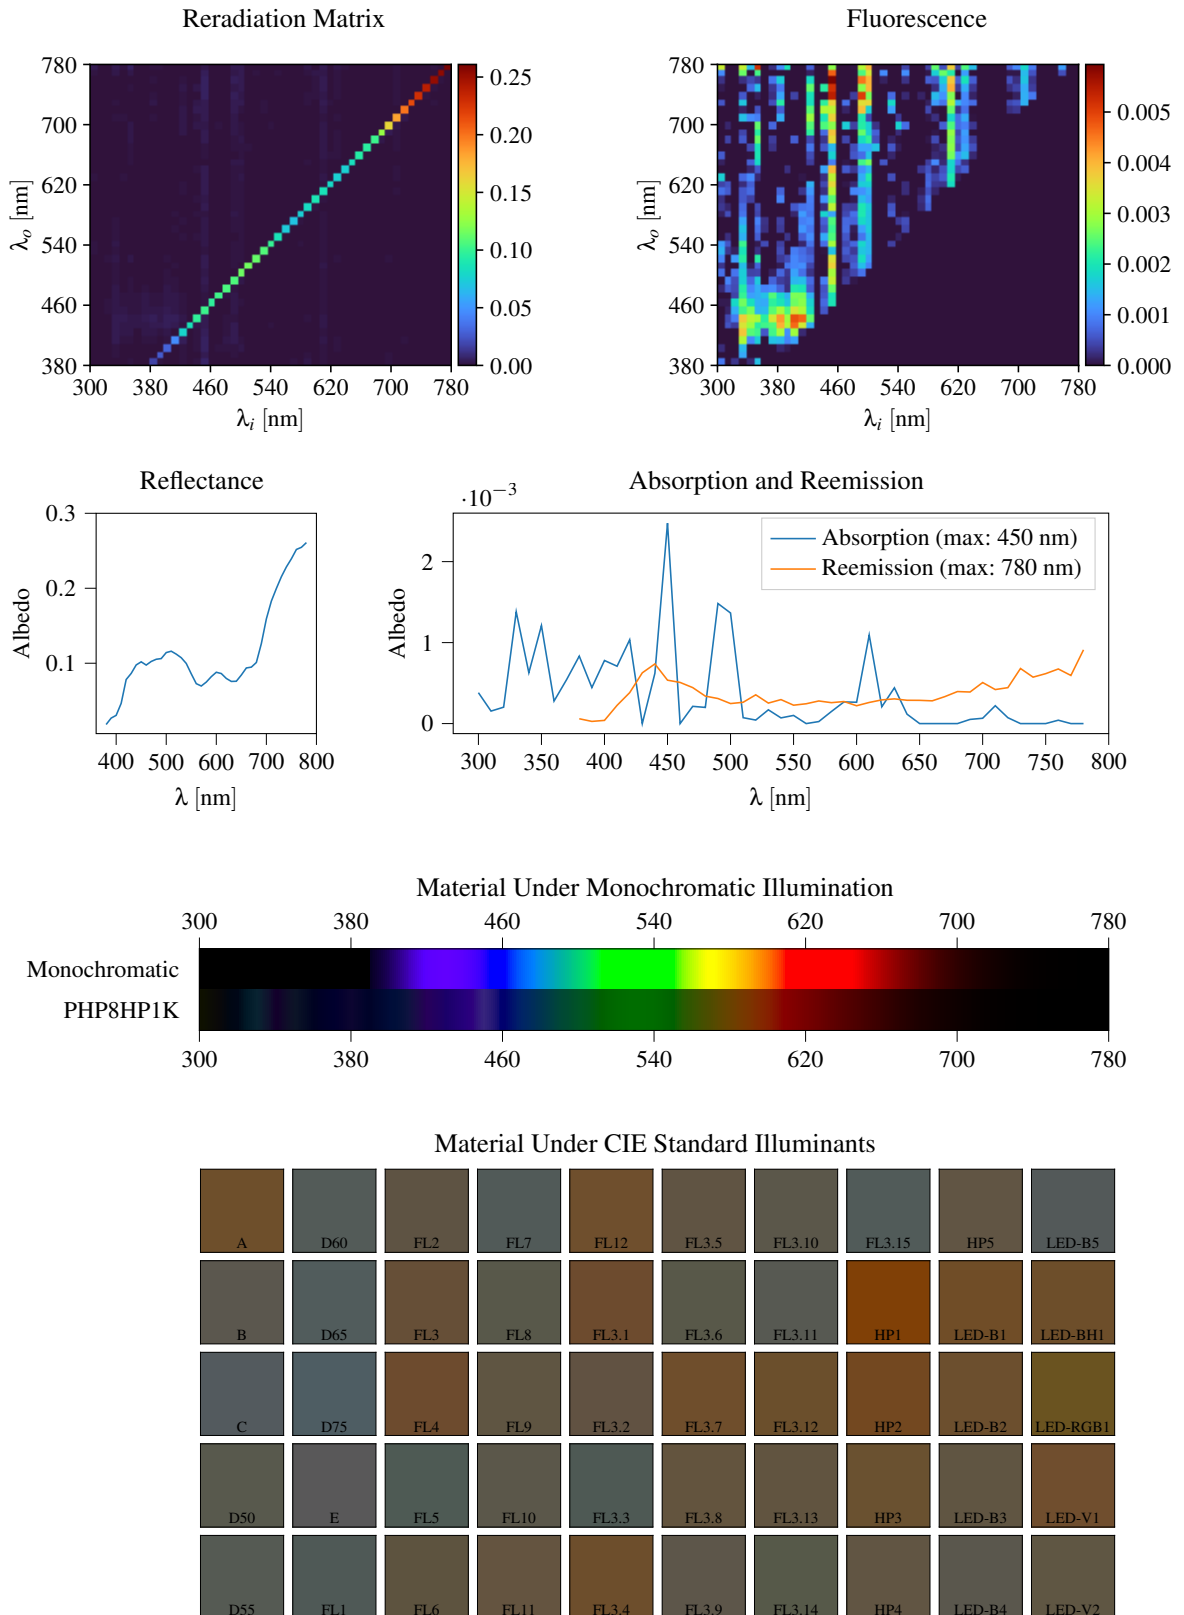 Reradiation Matrix
Fluorescence
780
700
620
540
460
380
λo [nm]
300 380 460 540 620 700 780
λi [nm]
0.25
0.20
0.15
0.10
0.05
0.00
780
700
620
540
460
380
λo [nm]
300 380 460 540 620 700 780
λi [nm]
0.005
0.004
0.003
0.002
0.001
0.000
Reflectance
0.3
0.2
0.1
Albedo
400 500 600 700 800
λ [nm]
Absorption and Reemission
·10−3
2
1
0
Albedo
Absorption (max: 450 nm)
Reemission (max: 780 nm)
300 350 400 450 500 550 600 650 700 750 800
λ [nm]
Material Under Monochromatic Illumination
300 380 460 540 620 700 780
Monochromatic
PHP8HP1K
300 380 460 540 620 700 780
Material Under CIE Standard Illuminants
A D60 FL2 FL7 FL12 FL3.5 FL3.10 FL3.15 HP5 LED-B5
B D65 FL3 FL8 FL3.1 FL3.6 FL3.11 HP1 LED-B1 LED-BH1
C D75 FL4 FL9 FL3.2 FL3.7 FL3.12 HP2 LED-B2 LED-RGB1
D50 E FL5 FL10 FL3.3 FL3.8 FL3.13 HP3 LED-B3 LED-V1
D55 FL1 FL6 FL11 FL3.4 FL3.9 FL3.14 HP4 LED-B4 LED-V2